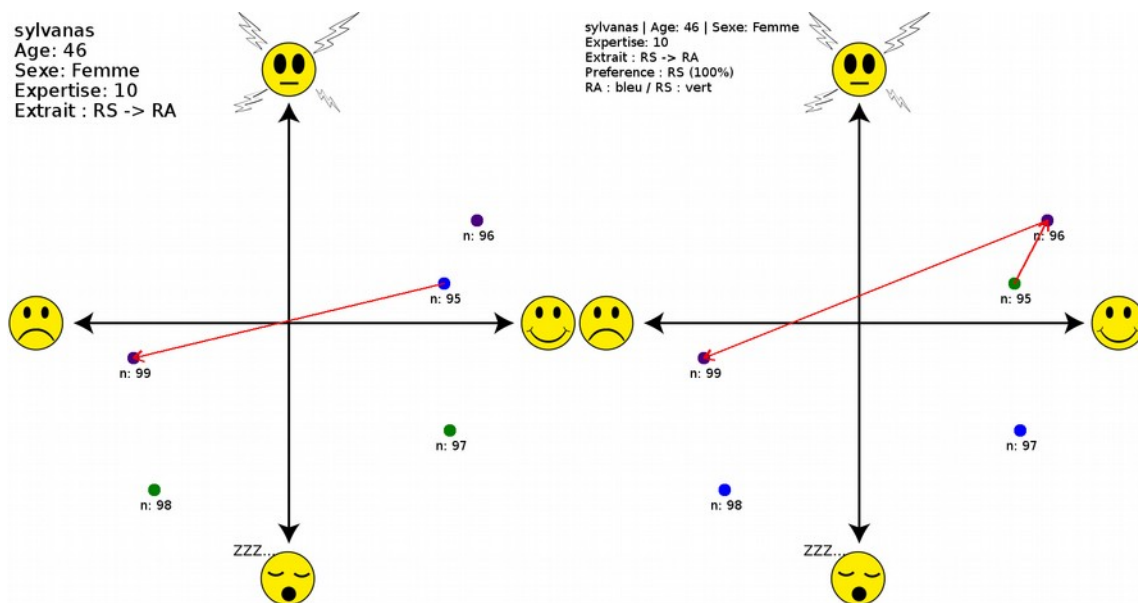 sylvanas
Age: 46
Sexe: Femme
Expertise: 10
Extrait : RS -> RA
n: 96
n: 95
n: 99
n: 97
n: 98
ZZZ...
sylvanas | Age: 46 | Sexe: Femme
Expertise: 10
Extrait : RS -> RA
Preference : RS (100%)
RA : bleu / RS : vert
n: 96
n: 95
n: 99
n: 97
n: 98
ZZZ...